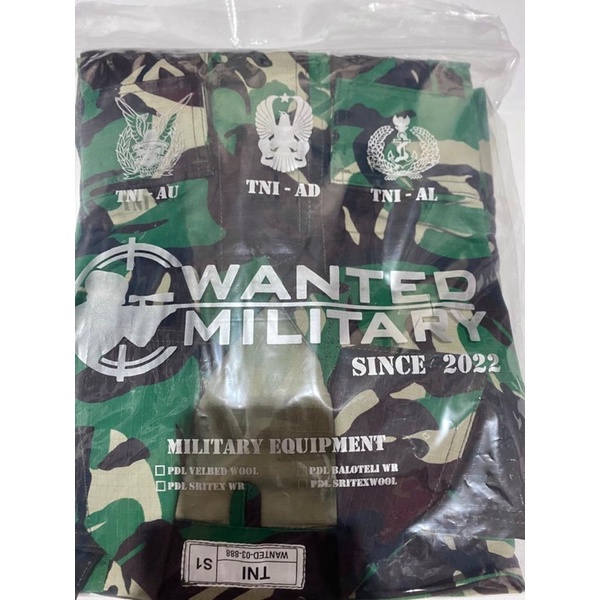 TNI - AU
TNI - AD
TNI - AL
WANTED
MILITARY
SINCE 2022
MILITARY EQUIPMENT
PDL VELBED WOOL
PDL BALOTELI WR
PDL SRITEX WR
PDL SRITEXWOOL
TNI
WANTED-03-888
S1